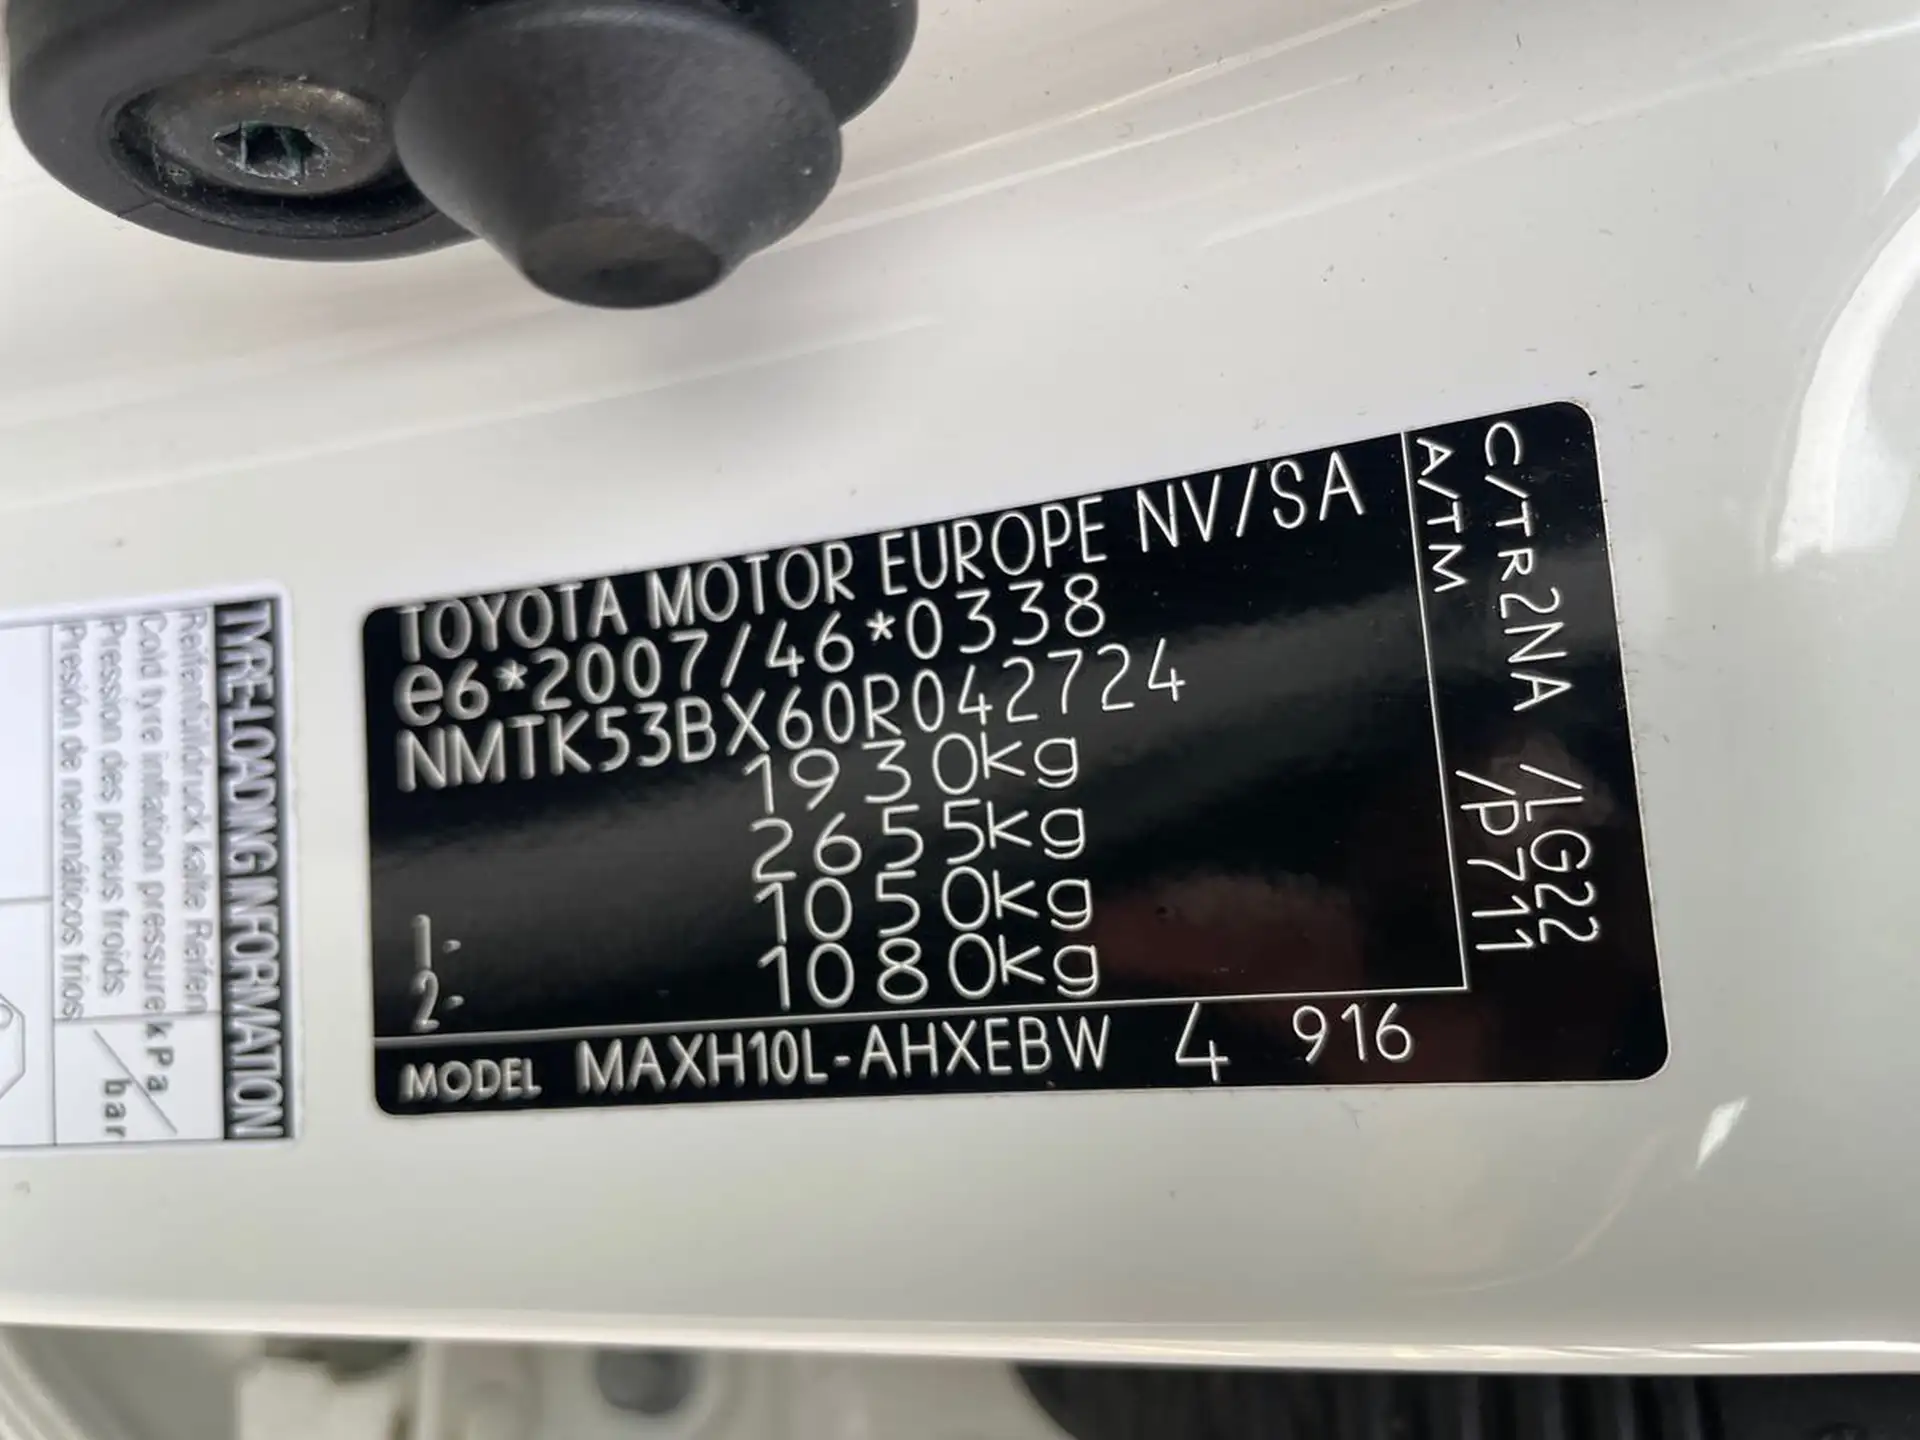 TOYOTA MOTOR EUROPE NV/SA
e6*2007/46*0338
NMTK53BX60R042724
1930kg
2655kg
1- 1050kg
2- 1080kg
MODEL MAXH10L-AHXEBW 4 916
C/TR2NA /LG22
A/TM /P711
TYRE-LOADING INFORMATION
Reifenfülldruck kalte Reifen
Cold tyre inflation pressure
Pression des pneus froids
Presión de neumáticos fríos
kPa/
bar